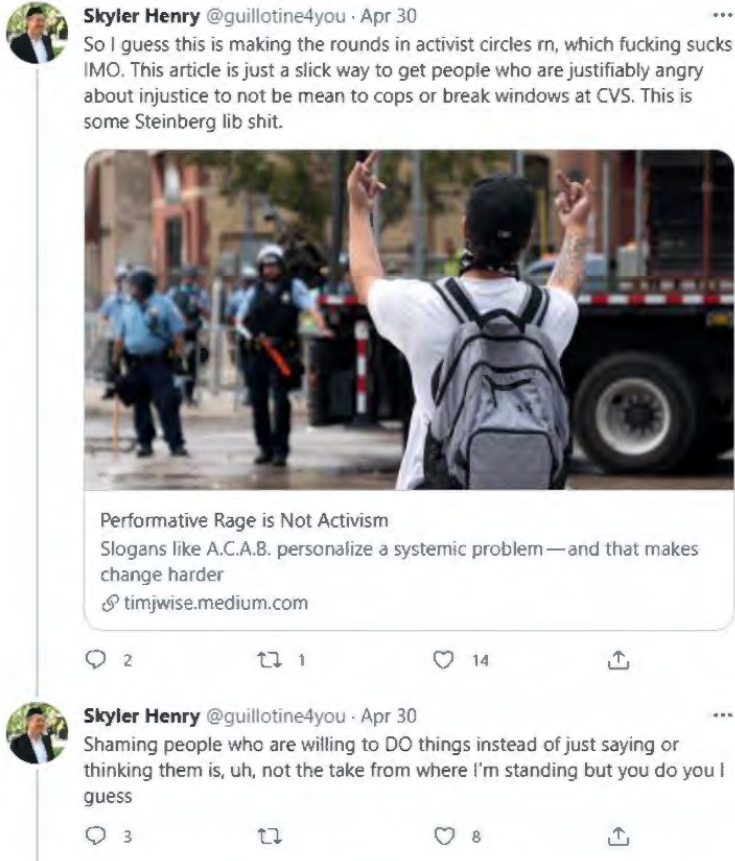 Skyler Henry @guillotine4you · Apr 30
So I guess this is making the rounds in activist circles rn, which fucking sucks
IMO. This article is just a slick way to get people who are justifiably angry
about injustice to not be mean to cops or break windows at CVS. This is
some Steinberg lib shit.
Performative Rage is Not Activism
Slogans like A.C.A.B. personalize a systemic problem—and that makes
change harder
timjwise.medium.com
2 1 14
Skyler Henry @guillotine4you · Apr 30
Shaming people who are willing to DO things instead of just saying or
thinking them is, uh, not the take from where I'm standing but you do you I
guess
3 8